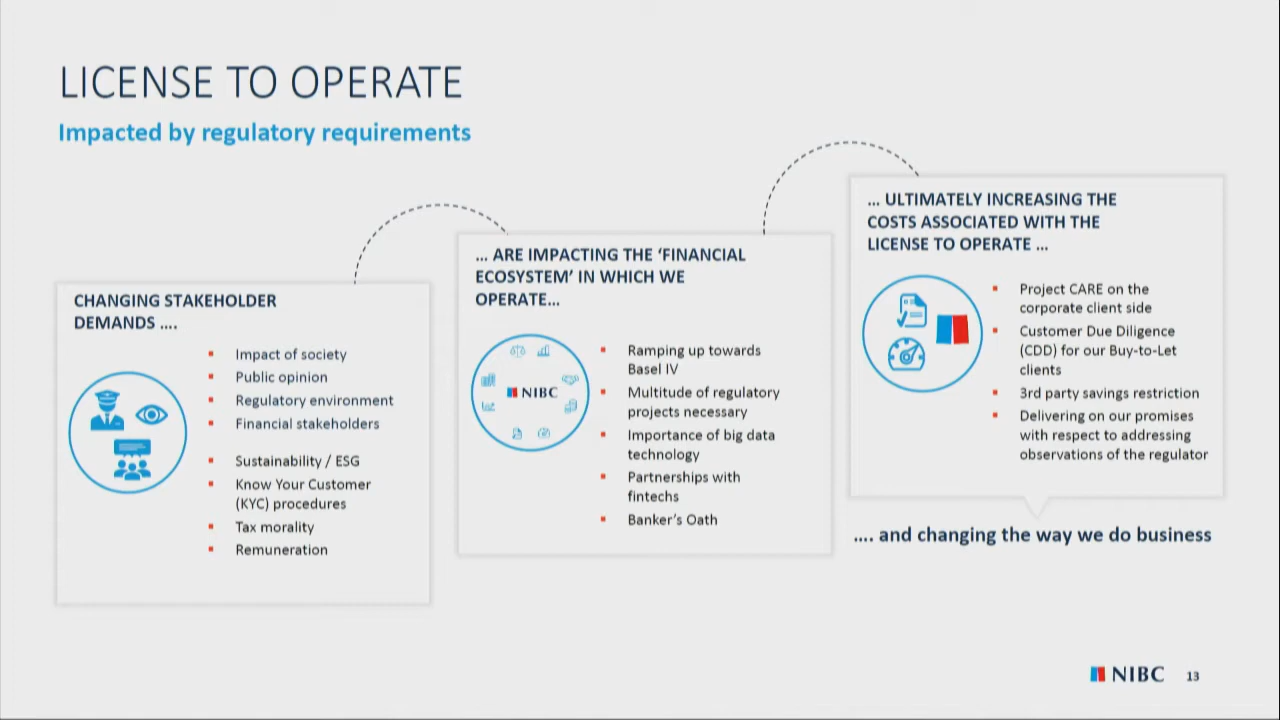 LICENSE TO OPERATE
Impacted by regulatory requirements
CHANGING STAKEHOLDER
DEMANDS ....
Impact of society
Public opinion
Regulatory environment
Financial stakeholders
Sustainability / ESG
Know Your Customer
(KYC) procedures
Tax morality
Remuneration
... ARE IMPACTING THE ‘FINANCIAL
ECOSYSTEM’ IN WHICH WE
OPERATE...
NIBC
Ramping up towards
Basel IV
Multitude of regulatory
projects necessary
Importance of big data
technology
Partnerships with
fintechs
Banker’s Oath
... ULTIMATELY INCREASING THE
COSTS ASSOCIATED WITH THE
LICENSE TO OPERATE ...
Project CARE on the
corporate client side
Customer Due Diligence
(CDD) for our Buy-to-Let
clients
3rd party savings restriction
Delivering on our promises
with respect to addressing
observations of the regulator
.... and changing the way we do business
NIBC 13